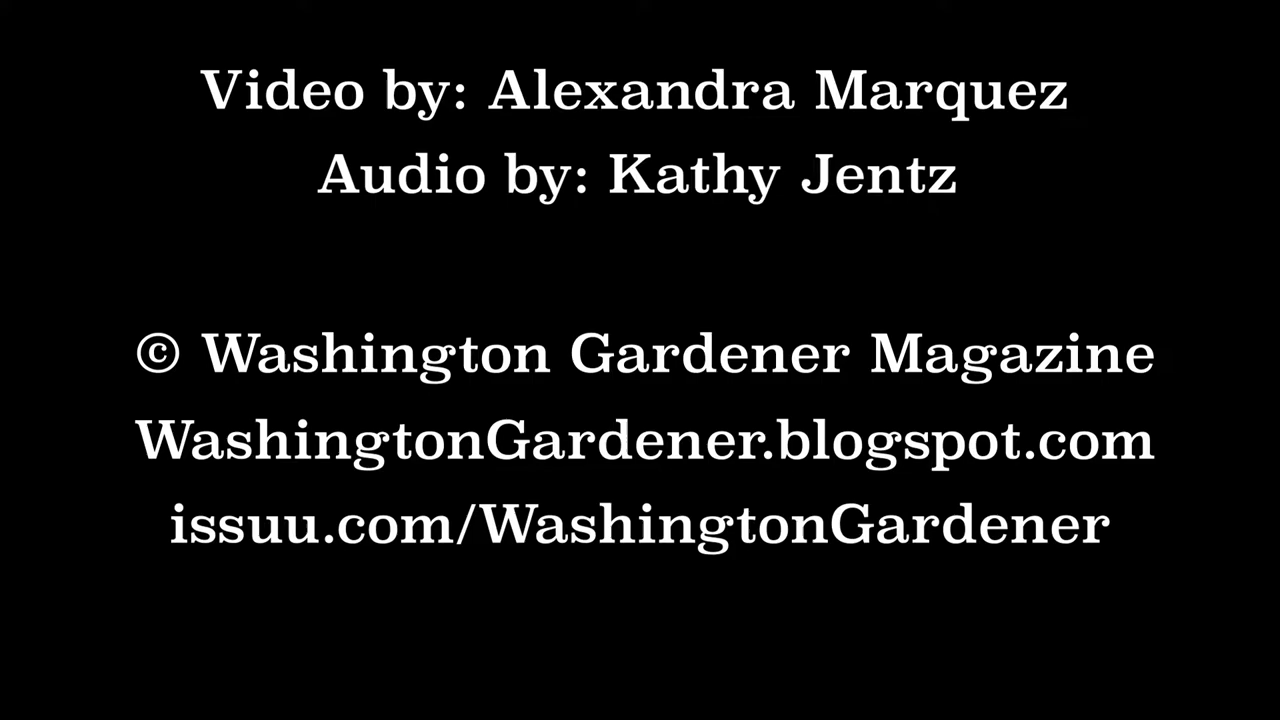 Video by: Alexandra Marquez
Audio by: Kathy Jentz
© Washington Gardener Magazine
WashingtonGardener.blogspot.com
issuu.com/WashingtonGardener